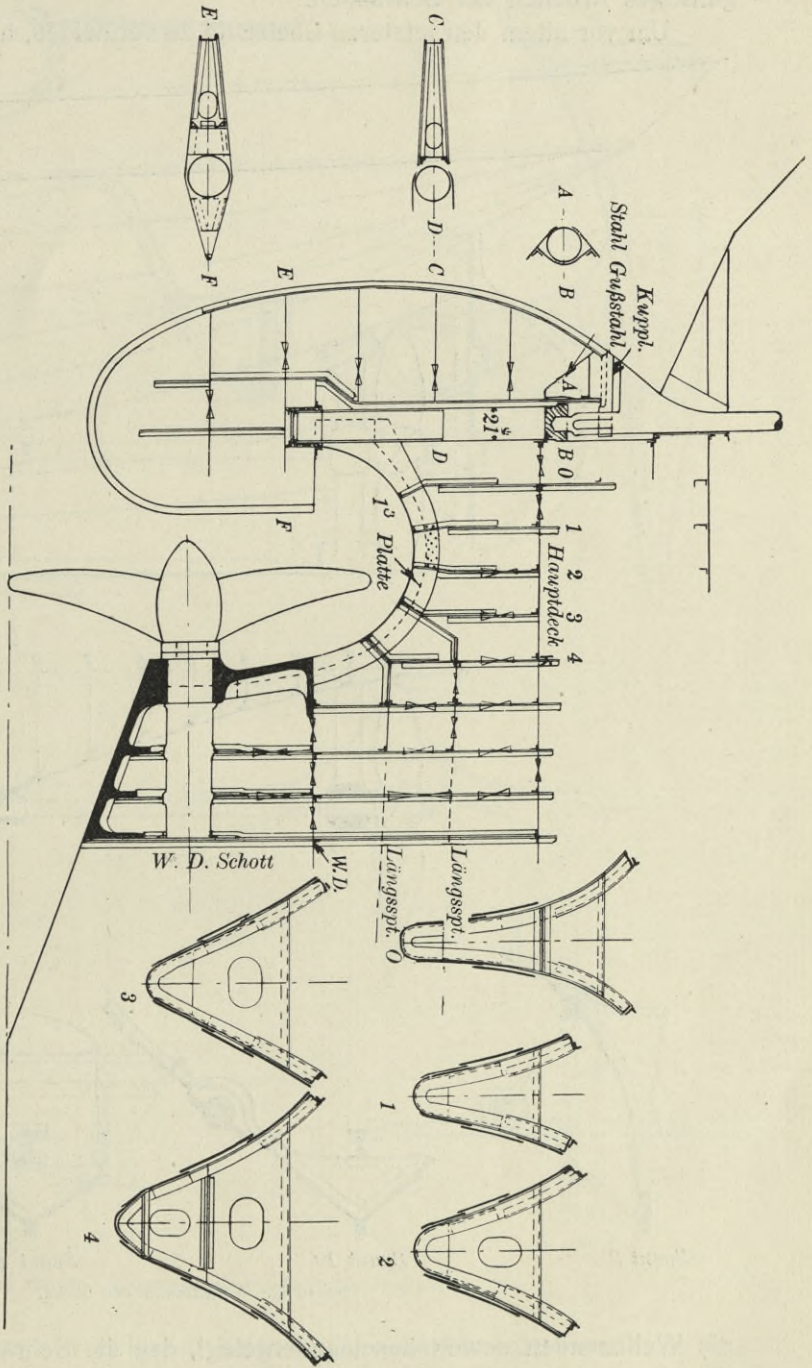 E
C
A
Stahl Gußstahl
Kuppl.
D
B
F
E
C
A
21
D
B 0
F
1³ Platte
1
2
3
4
Hauptdeck
W. D. Schott
W.D.
Längsspt.
Längsspt.
0
3
1
4
2